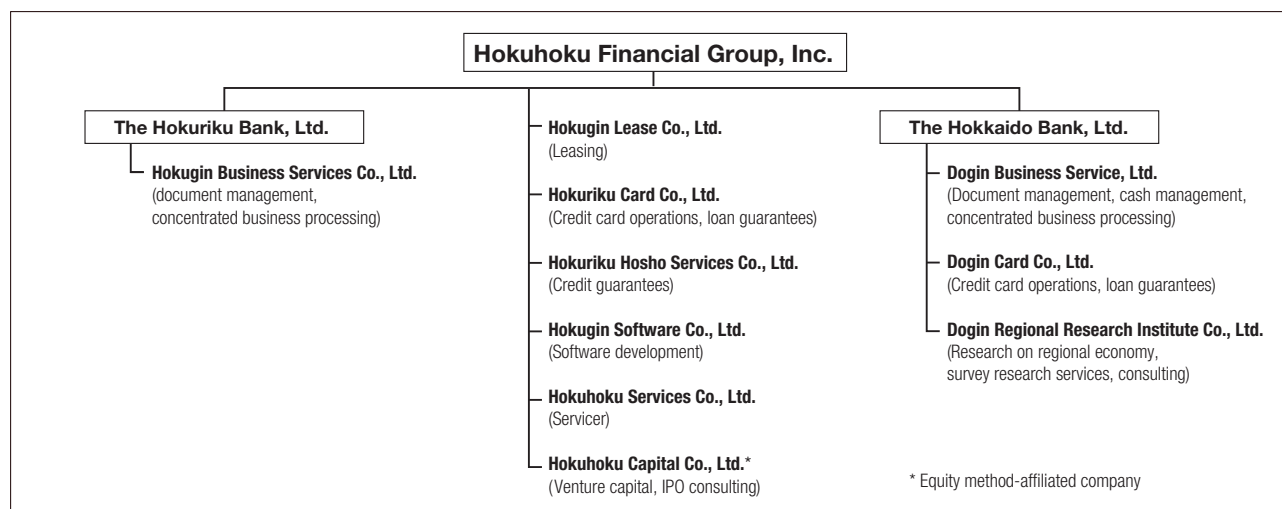 Hokuhoku Financial Group, Inc.
The Hokuriku Bank, Ltd.
Hokugin Business Services Co., Ltd.
(document management,
concentrated business processing)
Hokugin Lease Co., Ltd.
(Leasing)
Hokuriku Card Co., Ltd.
(Credit card operations, loan guarantees)
Hokuriku Hosho Services Co., Ltd.
(Credit guarantees)
Hokugin Software Co., Ltd.
(Software development)
Hokuhoku Services Co., Ltd.
(Servicer)
Hokuhoku Capital Co., Ltd.*
(Venture capital, IPO consulting)
The Hokkaido Bank, Ltd.
Dogin Business Service, Ltd.
(Document management, cash management,
concentrated business processing)
Dogin Card Co., Ltd.
(Credit card operations, loan guarantees)
Dogin Regional Research Institute Co., Ltd.
(Research on regional economy,
survey research services, consulting)
* Equity method-affiliated company